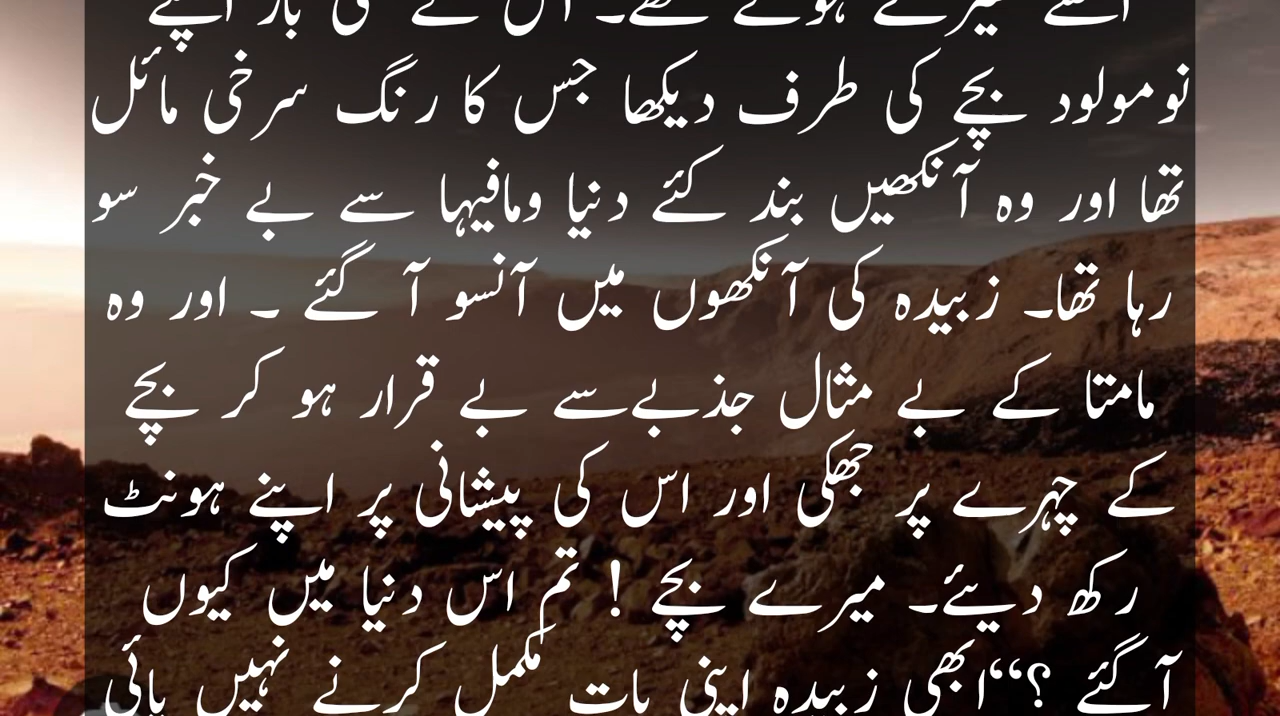 نومولود بچے کی طرف دیکھا جس کا رنگ سرخی مائل
تھا اور وہ آنکھیں بند کئے دنیا ومافیہا سے بے خبر سو
رہا تھا۔ زبیدہ کی آنکھوں میں آنسو آ گئے ۔ اور وہ
مامتا کے بے مثال جذبےسے بے قرار ہو کر بچے
کے چہرے پر جھکی اور اس کی پیشانی پر اپنے ہونٹ
رکھ دیئے۔ میرے بچے ! تم اس دنیا میں کیوں
آگئے ؟‘‘ابھی زبیدہ اپنی بات مکمل کرنے نہیں پائی